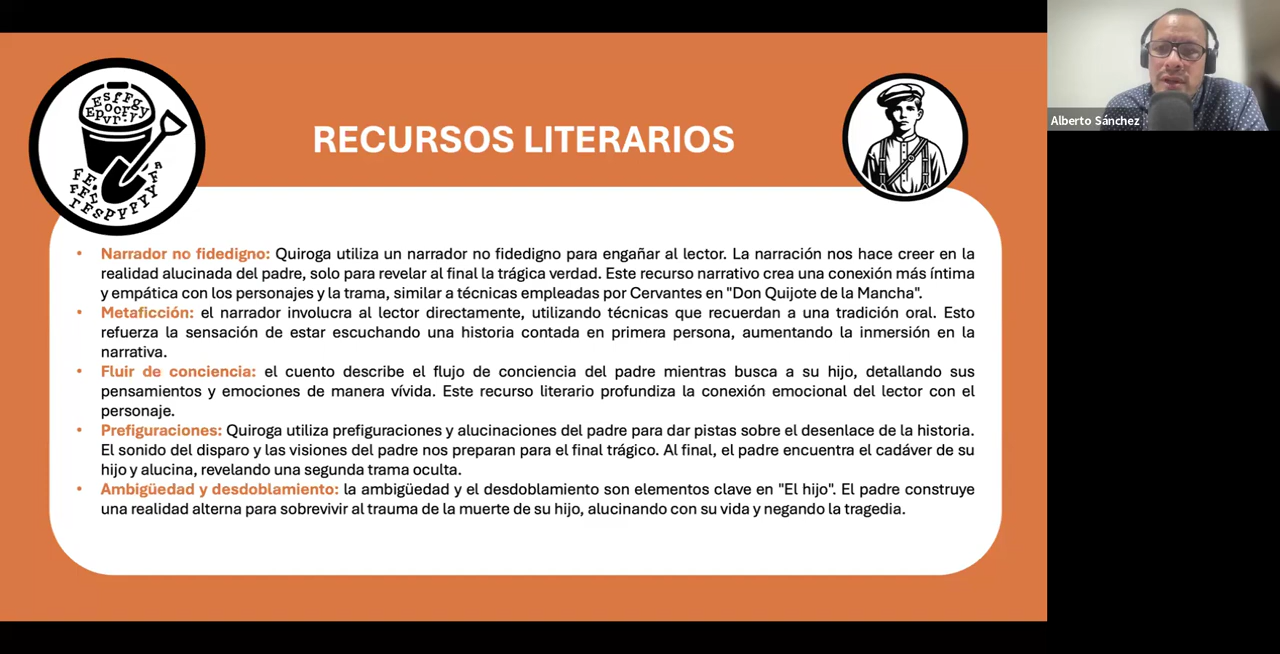 RECURSOS LITERARIOS
Alberto Sánchez
• Narrador no fidedigno: Quiroga utiliza un narrador no fidedigno para engañar al lector. La narración nos hace creer en la
realidad alucinada del padre, solo para revelar al final la trágica verdad. Este recurso narrativo crea una conexión más íntima
y empática con los personajes y la trama, similar a técnicas empleadas por Cervantes en "Don Quijote de la Mancha".
• Metaficción: el narrador involucra al lector directamente, utilizando técnicas que recuerdan a una tradición oral. Esto
refuerza la sensación de estar escuchando una historia contada en primera persona, aumentando la inmersión en la
narrativa.
• Fluir de conciencia: el cuento describe el flujo de conciencia del padre mientras busca a su hijo, detallando sus
pensamientos y emociones de manera vívida. Este recurso literario profundiza la conexión emocional del lector con el
personaje.
• Prefiguraciones: Quiroga utiliza prefiguraciones y alucinaciones del padre para dar pistas sobre el desenlace de la historia.
El sonido del disparo y las visiones del padre nos preparan para el final trágico. Al final, el padre encuentra el cadáver de su
hijo y alucina, revelando una segunda trama oculta.
• Ambigüedad y desdoblamiento: la ambigüedad y el desdoblamiento son elementos clave en "El hijo". El padre construye
una realidad alterna para sobrevivir al trauma de la muerte de su hijo, alucinando con su vida y negando la tragedia.